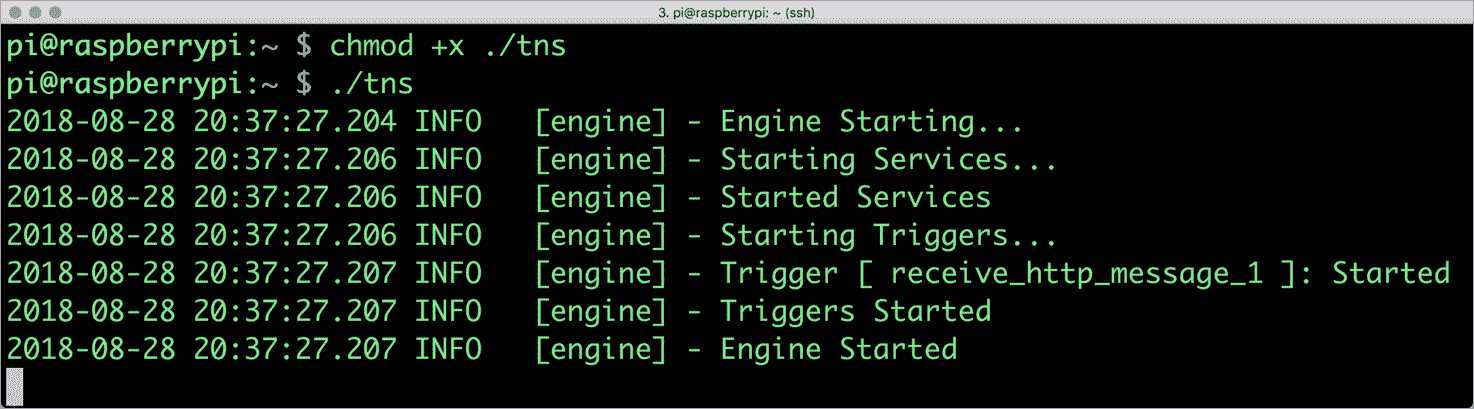 3. pi@raspberrypi: ~ (ssh)
pi@raspberrypi:~ $ chmod +x ./tns
pi@raspberrypi:~ $ ./tns
2018-08-28 20:37:27.204 INFO   [engine] - Engine Starting...
2018-08-28 20:37:27.206 INFO   [engine] - Starting Services...
2018-08-28 20:37:27.206 INFO   [engine] - Started Services
2018-08-28 20:37:27.206 INFO   [engine] - Starting Triggers...
2018-08-28 20:37:27.207 INFO   [engine] - Trigger [ receive_http_message_1 ]: Started
2018-08-28 20:37:27.207 INFO   [engine] - Triggers Started
2018-08-28 20:37:27.207 INFO   [engine] - Engine Started